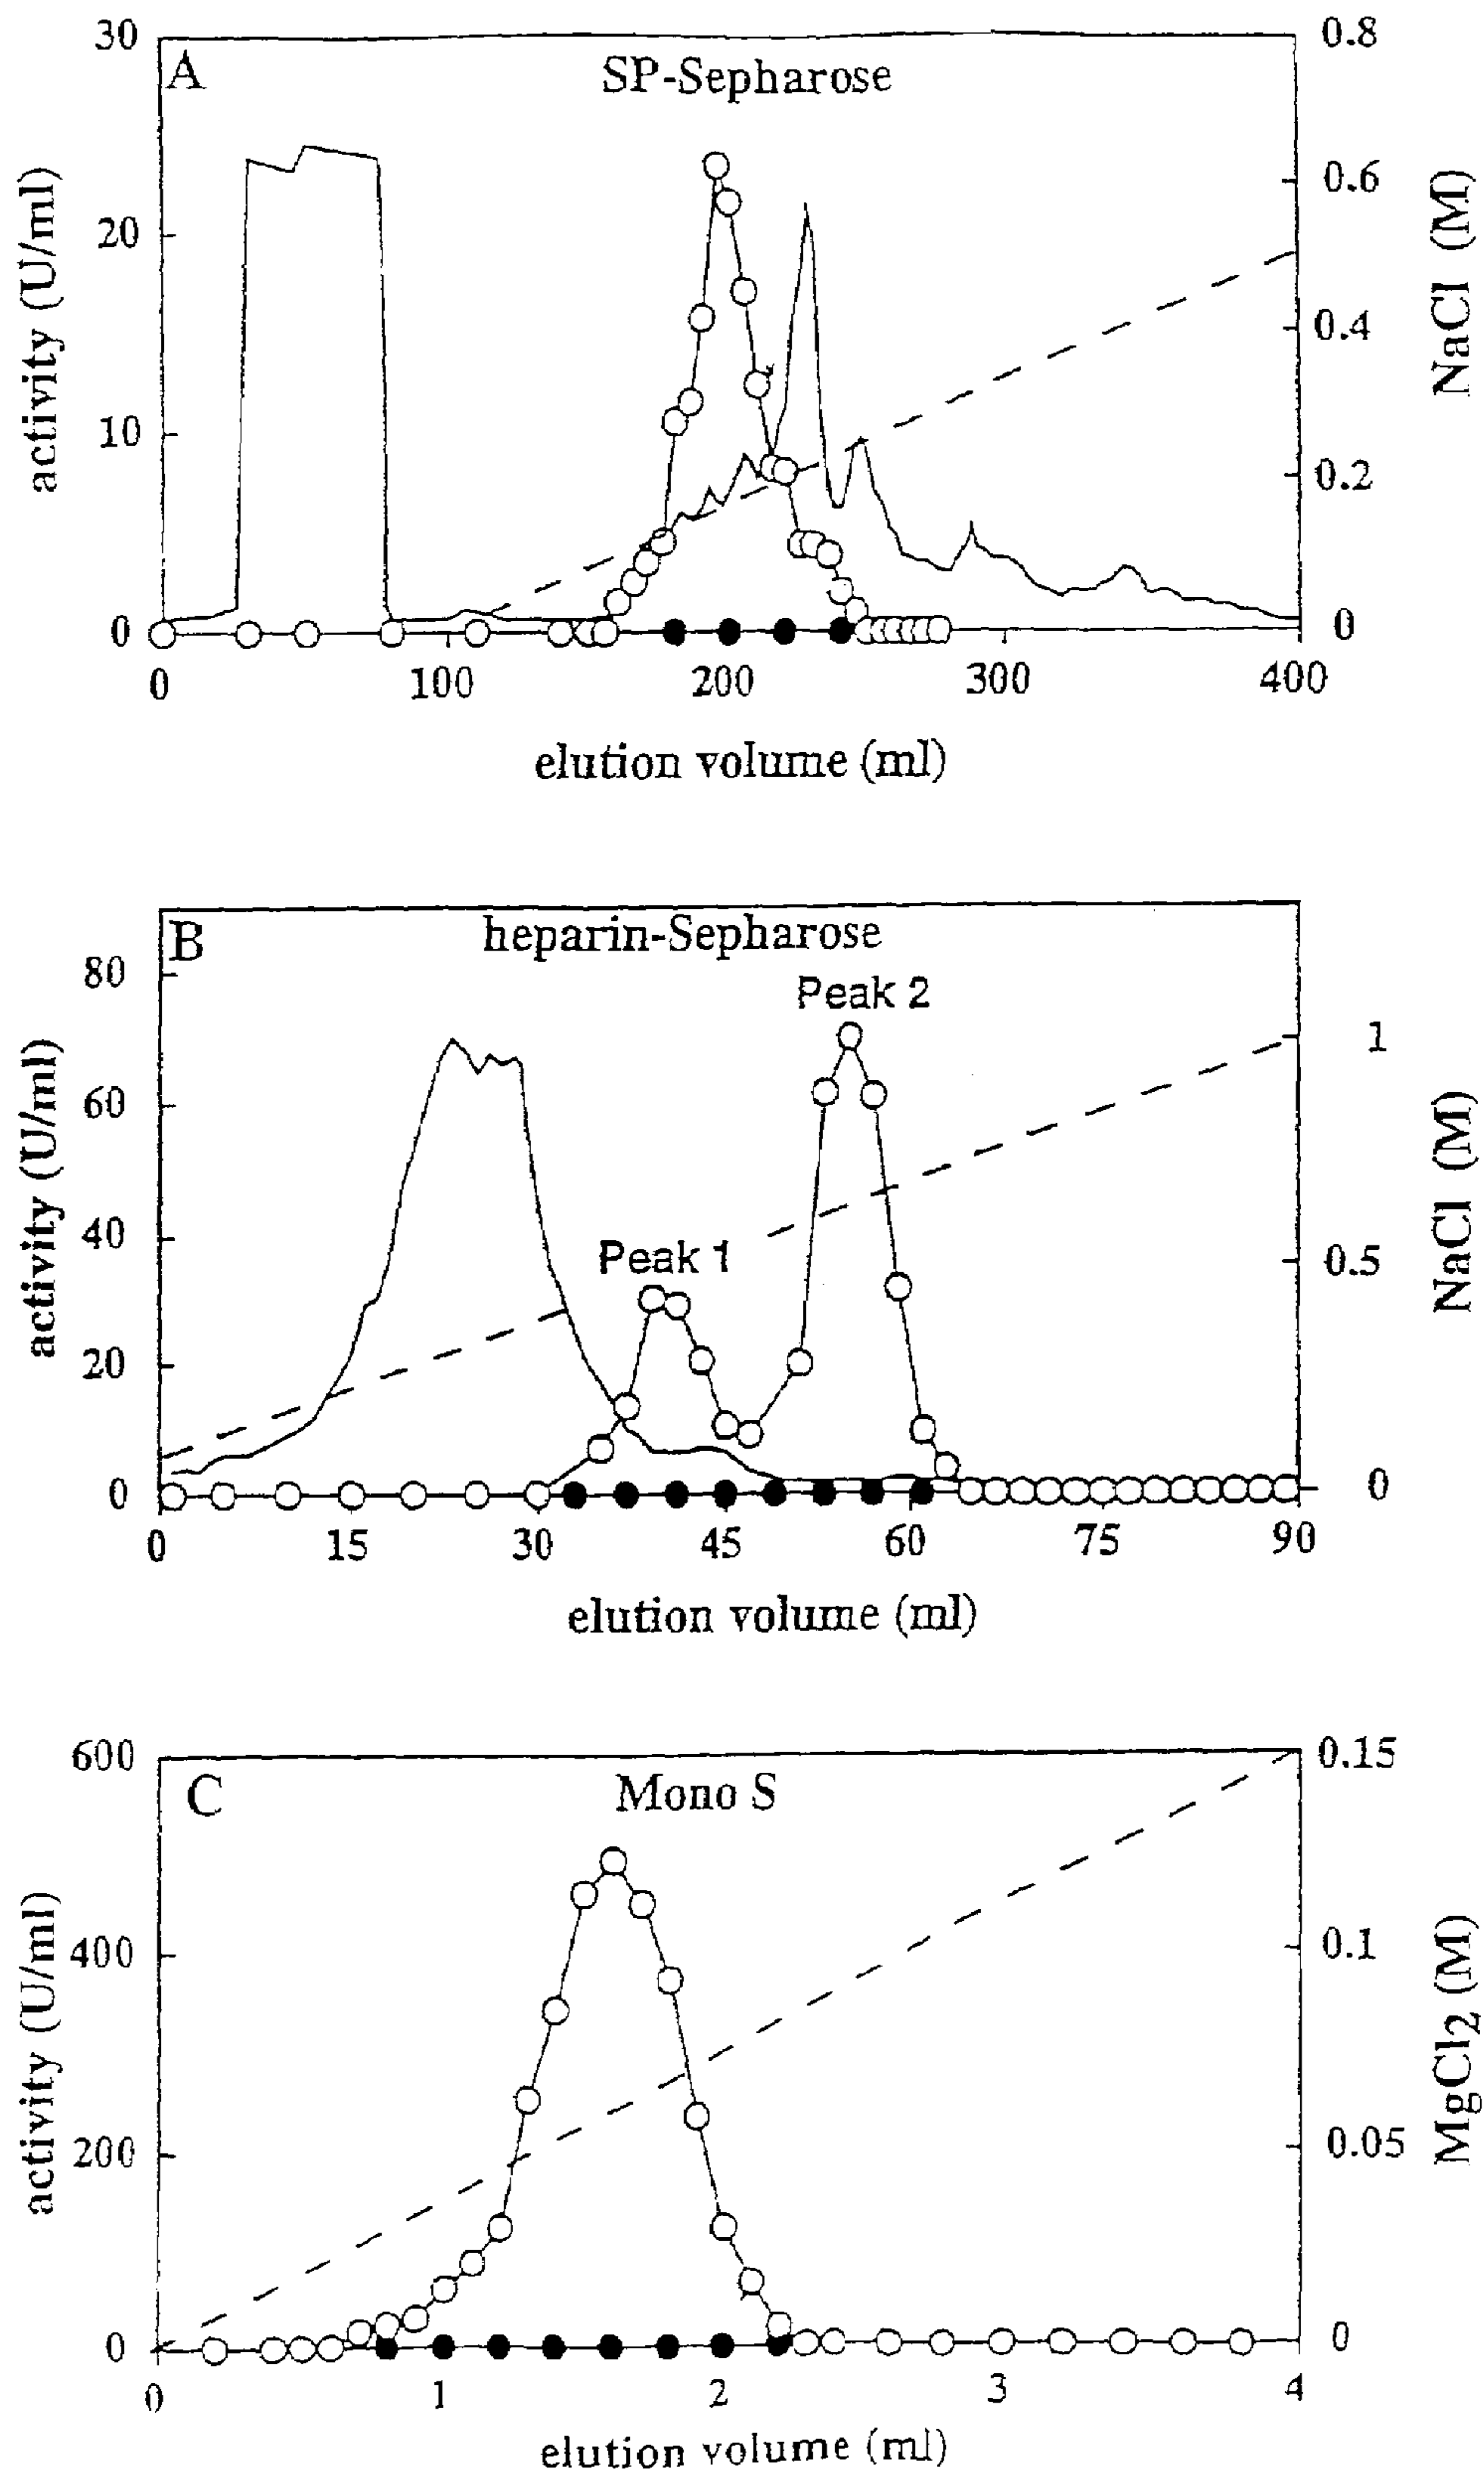 30
0.8
A
SP-Sepharose
activity (U/ml)
20
10
0
0.6
0.4
0.2
0
NaCl (M)
0
100
200
300
400
elution volume (ml)
B
heparin-Sepharose
Peak 1
Peak 2
activity (U/ml)
80
60
40
20
0
1
0.5
0
NaCl (M)
0
15
30
45
60
75
90
elution volume (ml)
C
Mono S
activity (U/ml)
600
400
200
0
0.15
0.1
0.05
0
MgCl2 (M)
0
1
2
3
4
elution volume (ml)